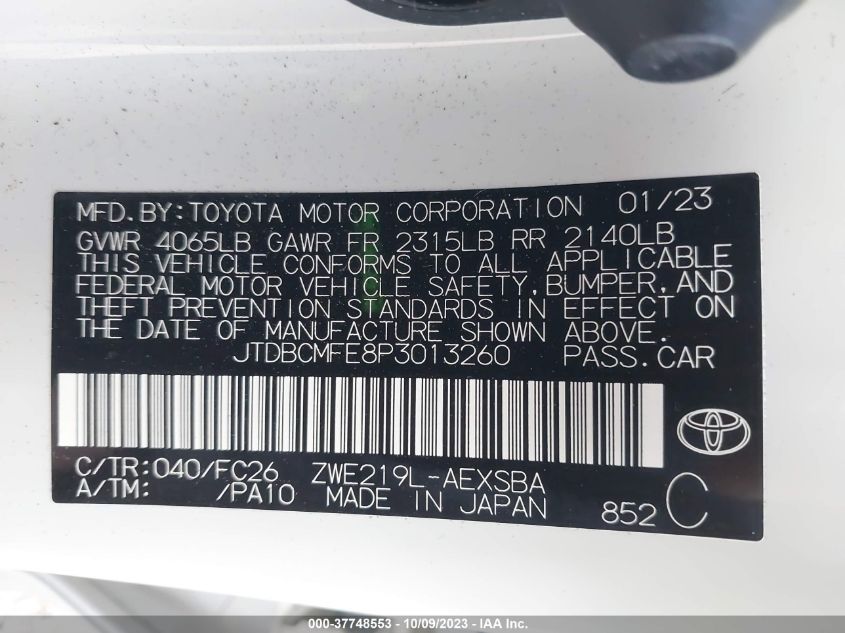 MFD. BY: TOYOTA MOTOR CORPORATION 01/23
GVWR 4065LB GAWR FR 2315LB RR 2140LB
THIS VEHICLE CONFORMS TO ALL APPLICABLE
FEDERAL MOTOR VEHICLE SAFETY, BUMPER, AND
THEFT PREVENTION STANDARDS IN EFFECT ON
THE DATE OF MANUFACTURE SHOWN ABOVE.
JTDBCMFE8P3013260 PASS. CAR
C/TR: 040/FC26 ZWE219L-AEXSBA
A/TM: /PA10 MADE IN JAPAN 852 C
000-37748553 - 10/09/2023 - IAA Inc.